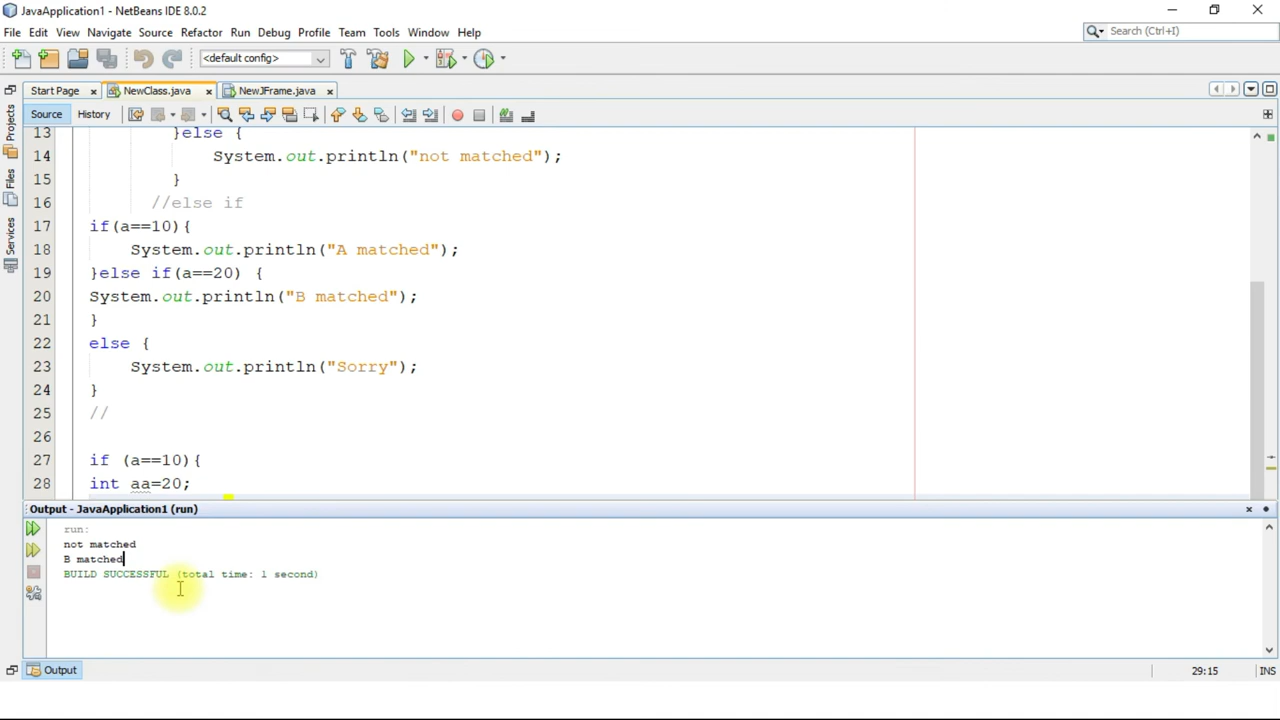 JavaApplication1 - NetBeans IDE 8.0.2
File Edit View Navigate Source Refactor Run Debug Profile Team Tools Window Help
Search (Ctrl+I)
<default config>
Start Page NewClass.java NewJFrame.java
Source History
Projects
Files
Services
13 }else {
14 System.out.println("not matched");
15 }
16 //else if
17 if(a==10){
18 System.out.println("A matched");
19 }else if(a==20) {
20 System.out.println("B matched");
21 }
22 else {
23 System.out.println("Sorry");
24 }
25 //
26
27 if (a==10){
28 int aa=20;
Output - JavaApplication1 (run)
run:
not matched
B matched
BUILD SUCCESSFUL (total time: 1 second)
Output
29:15 INS